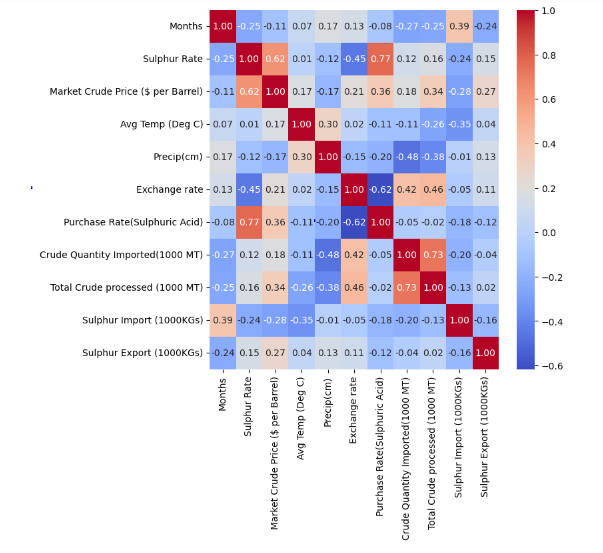 Months 1.00 -0.25 -0.11 0.07 0.17 0.13 -0.08 -0.27 -0.25 0.39 -0.24
Sulphur Rate -0.25 1.00 0.62 0.01 -0.12 -0.45 0.77 0.12 0.16 -0.24 0.15
Market Crude Price ($ per Barrel) -0.11 0.62 1.00 0.17 -0.17 0.21 0.36 0.18 0.34 -0.28 0.27
Avg Temp (Deg C) 0.07 0.01 0.17 1.00 0.30 0.02 -0.11 -0.11 -0.26 -0.35 0.04
Precip(cm) 0.17 -0.12 -0.17 0.30 1.00 -0.15 -0.20 -0.48 -0.38 -0.01 0.13
Exchange rate 0.13 -0.45 0.21 0.02 -0.15 1.00 -0.62 0.42 0.46 -0.05 0.11
Purchase Rate(Sulphuric Acid) -0.08 0.77 0.36 -0.11 -0.20 -0.62 1.00 -0.05 -0.02 -0.18 -0.12
Crude Quantity Imported(1000 MT) -0.27 0.12 0.18 -0.11 -0.48 0.42 -0.05 1.00 0.73 -0.20 -0.04
Total Crude processed (1000 MT) -0.25 0.16 0.34 -0.26 -0.38 0.46 -0.02 0.73 1.00 -0.13 0.02
Sulphur Import (1000KGs) 0.39 -0.24 -0.28 -0.35 -0.01 -0.05 -0.18 -0.20 -0.13 1.00 -0.16
Sulphur Export (1000KGs) -0.24 0.15 0.27 0.04 0.13 0.11 -0.12 -0.04 0.02 -0.16 1.00
Months
Sulphur Rate
Market Crude Price ($ per Barrel)
Avg Temp (Deg C)
Precip(cm)
Exchange rate
Purchase Rate(Sulphuric Acid)
Crude Quantity Imported(1000 MT)
Total Crude processed (1000 MT)
Sulphur Import (1000KGs)
Sulphur Export (1000KGs)
1.0
0.8
0.6
0.4
0.2
0.0
−0.2
−0.4
−0.6